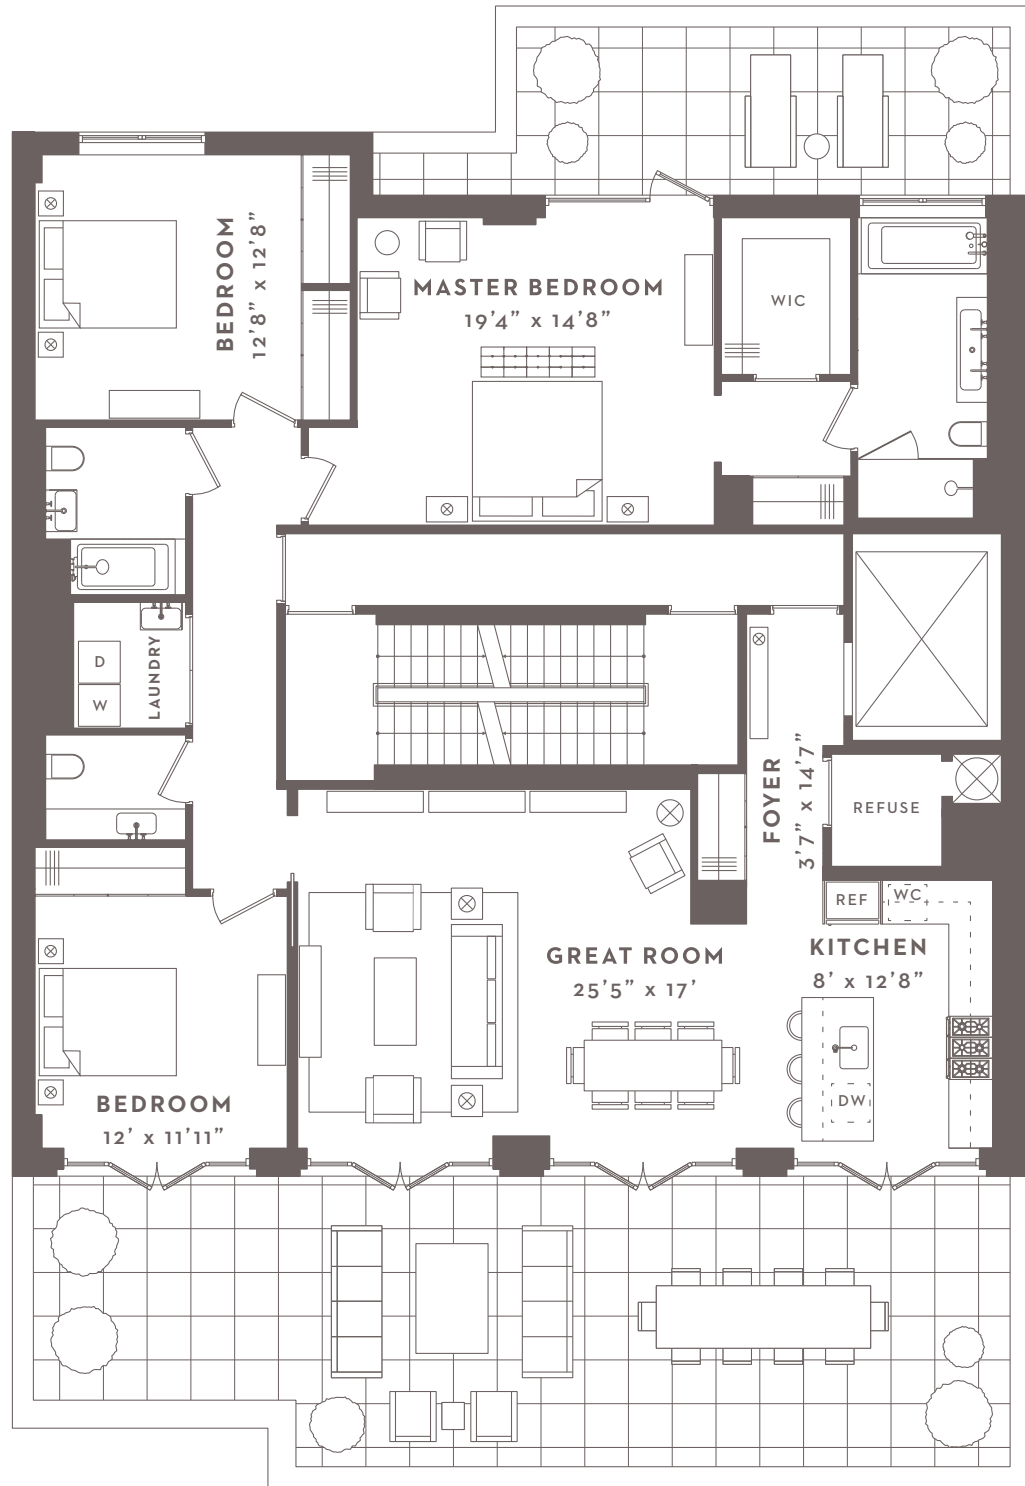 BEDROOM
12’8” x 12’8”
MASTER BEDROOM
19’4” x 14’8”
WIC
D
W
LAUNDRY
FOYER
3’7” x 14’7”
REFUSE
REF
WC
GREAT ROOM
25’5” x 17’
KITCHEN
8’ x 12’8”
DW
BEDROOM
12’ x 11’11”